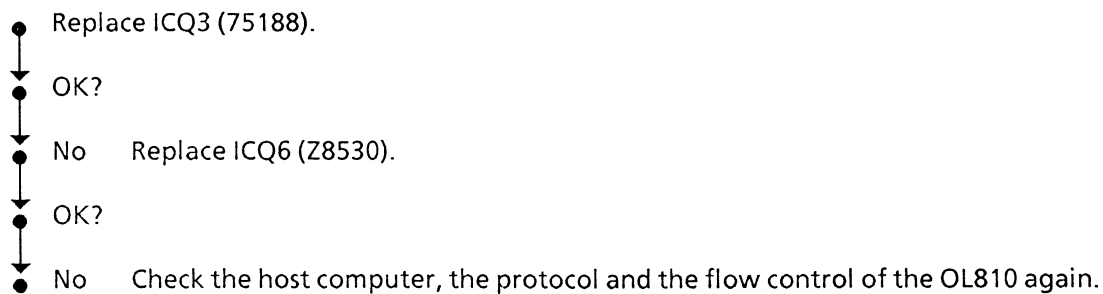 Replace ICQ3 (75188).
OK?
No Replace ICQ6 (Z8530).
OK?
No Check the host computer, the protocol and the flow control of the OL810 again.